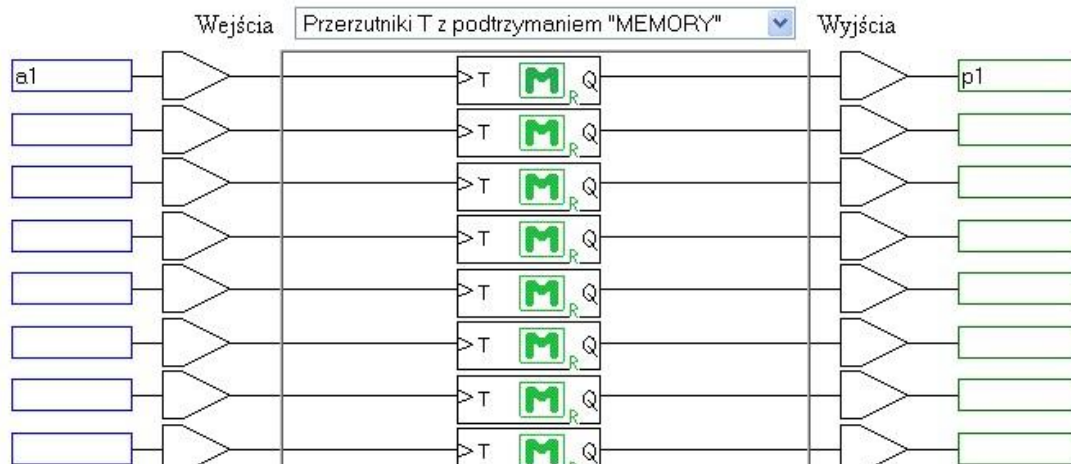 Wejścia Przerzutniki T z podtrzymaniem "MEMORY" Wyjścia
a1 T M R Q p1
T M R Q
T M R Q
T M R Q
T M R Q
T M R Q
T M R Q
T M Q